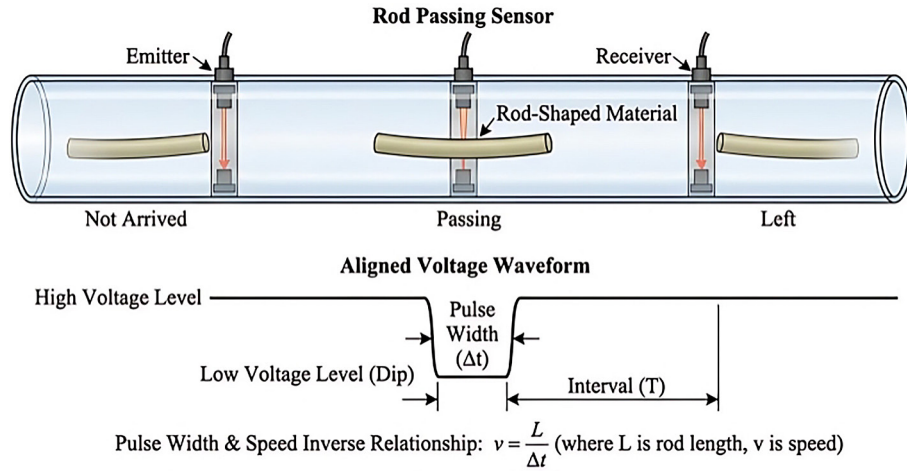 Rod Passing Sensor
Emitter
Receiver
Rod-Shaped Material
Not Arrived
Passing
Left
Aligned Voltage Waveform
High Voltage Level
Pulse
Width
(Δt)
Low Voltage Level (Dip)
Interval (T)
Pulse Width & Speed Inverse Relationship: v = L/Δt (where L is rod length, v is speed)